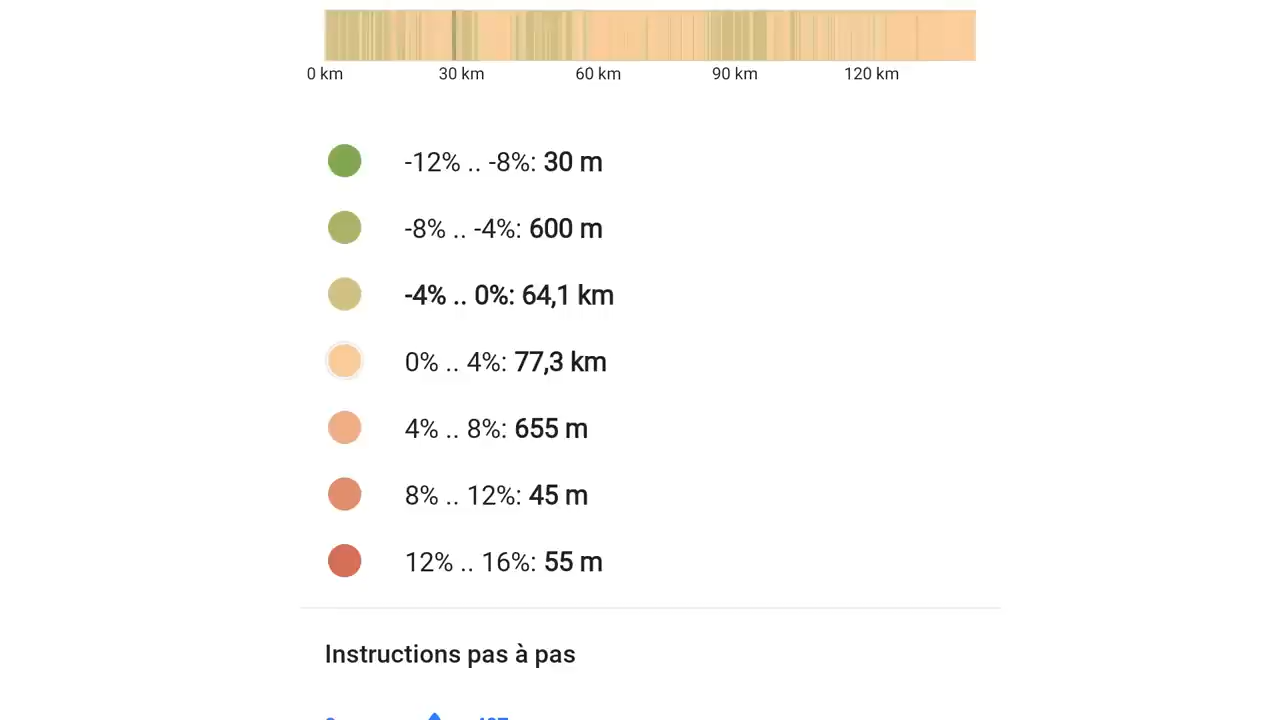 0 km 30 km 60 km 90 km 120 km
-12% .. -8%: 30 m
-8% .. -4%: 600 m
-4% .. 0%: 64,1 km
0% .. 4%: 77,3 km
4% .. 8%: 655 m
8% .. 12%: 45 m
12% .. 16%: 55 m
Instructions pas à pas